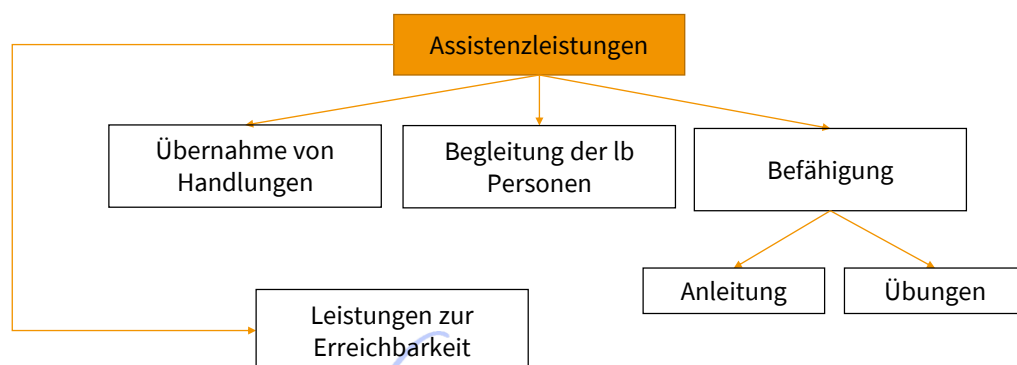 Assistenzleistungen
Übernahme von
Handlungen
Begleitung der lb
Personen
Befähigung
Anleitung
Übungen
Leistungen zur
Erreichbarkeit